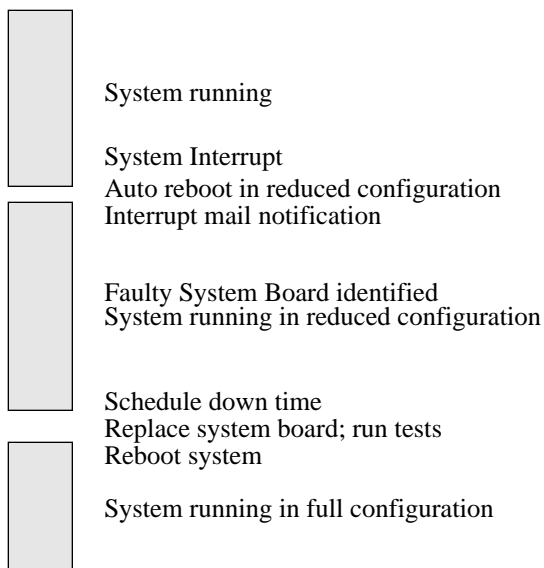 System running
System Interrupt
Auto reboot in reduced configuration
Interrupt mail notification
Faulty System Board identified
System running in reduced configuration
Schedule down time
Replace system board; run tests
Reboot system
System running in full configuration